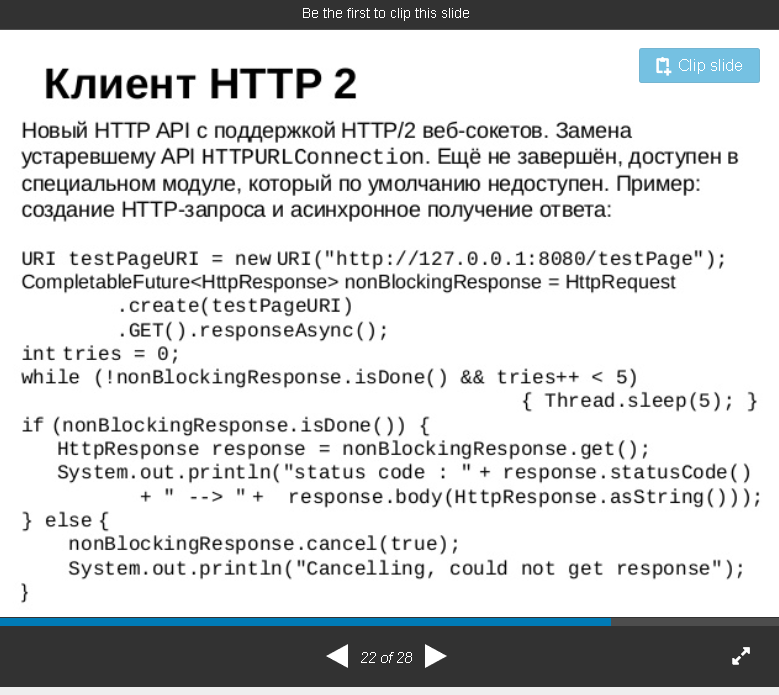 Be the first to clip this slide
Clip slide
Клиент HTTP 2
Новый HTTP API с поддержкой HTTP/2 веб-сокетов. Замена
устаревшему API HTTPURLConnection. Ещё не завершён, доступен в
специальном модуле, который по умолчанию недоступен. Пример:
создание HTTP-запроса и асинхронное получение ответа:
URI testPageURI = new URI("http://127.0.0.1:8080/testPage");
CompletableFuture<HttpResponse> nonBlockingResponse = HttpRequest
.create(testPageURI)
.GET().responseAsync();
int tries = 0;
while (!nonBlockingResponse.isDone() && tries++ < 5)
{ Thread.sleep(5); }
if (nonBlockingResponse.isDone()) {
HttpResponse response = nonBlockingResponse.get();
System.out.println("status code : " + response.statusCode()
+ " --> " + response.body(HttpResponse.asString()));
} else {
nonBlockingResponse.cancel(true);
System.out.println("Cancelling, could not get response");
}
22 of 28